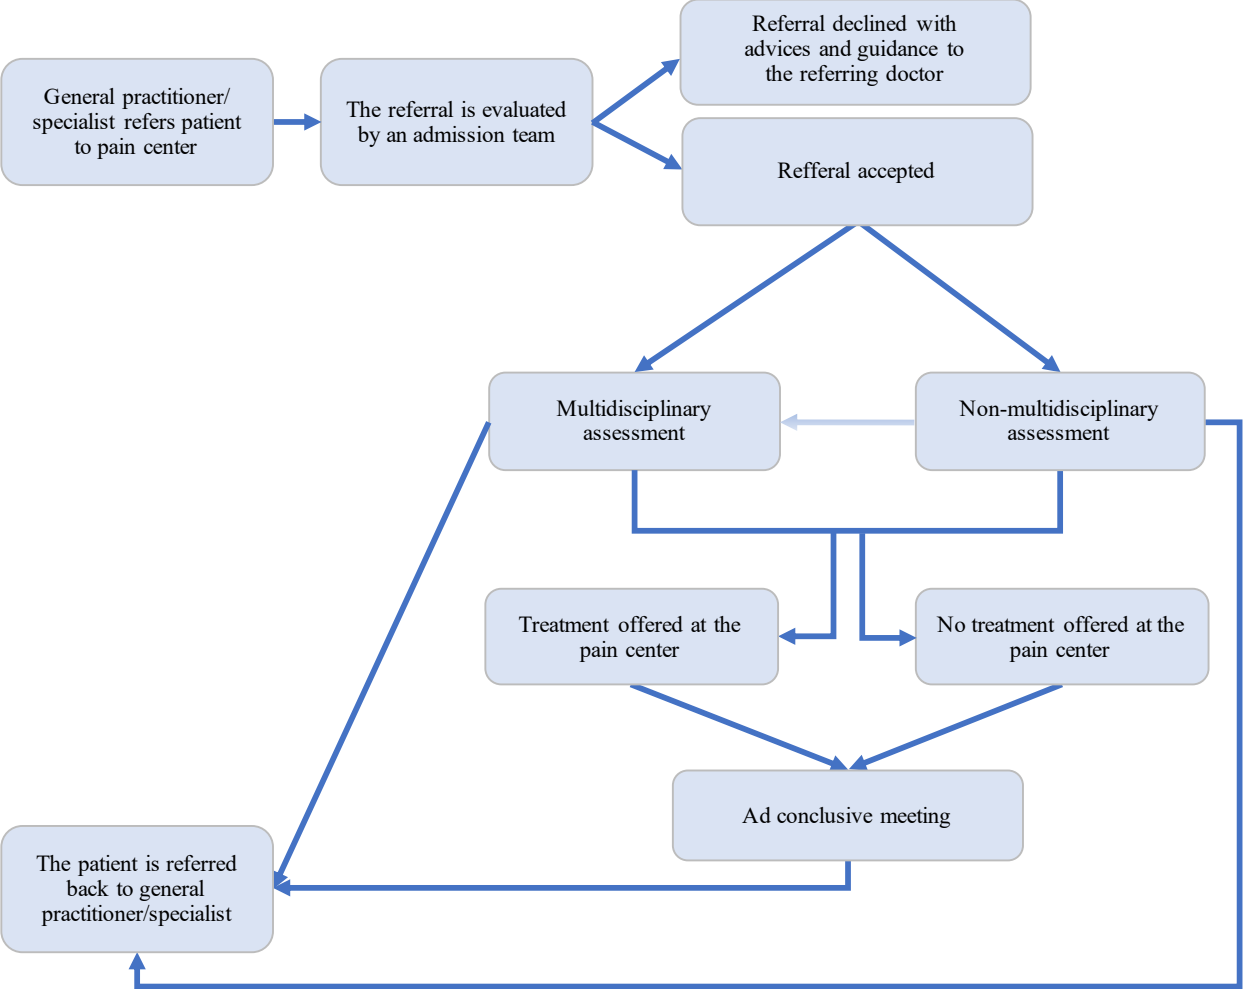 General practitioner/
specialist refers patient
to pain center
The referral is evaluated
by an admission team
Referral declined with
advices and guidance to
the referring doctor
Refferal accepted
Multidisciplinary
assessment
Non-multidisciplinary
assessment
Treatment offered at the
pain center
No treatment offered at the
pain center
Ad conclusive meeting
The patient is referred
back to general
practitioner/specialist